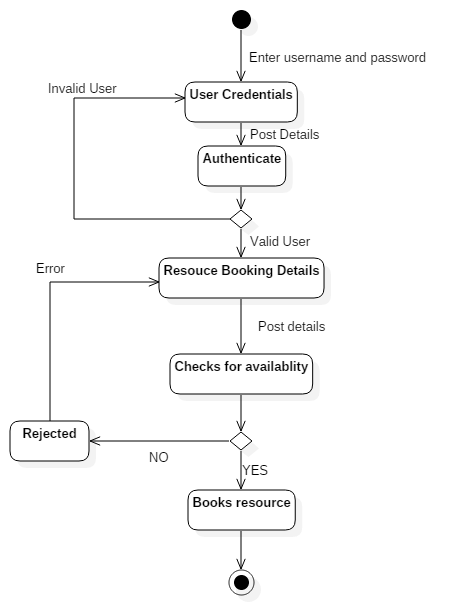 Enter username and password
Invalid User
User Credentials
Post Details
Authenticate
Valid User
Error
Resouce Booking Details
Post details
Checks for availablity
Rejected
NO
YES
Books resource